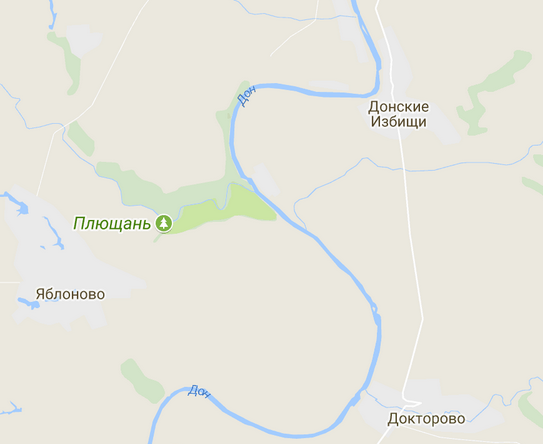 Дон
Донские
Избищи
Плющань
Яблоново
Дон
Докторово